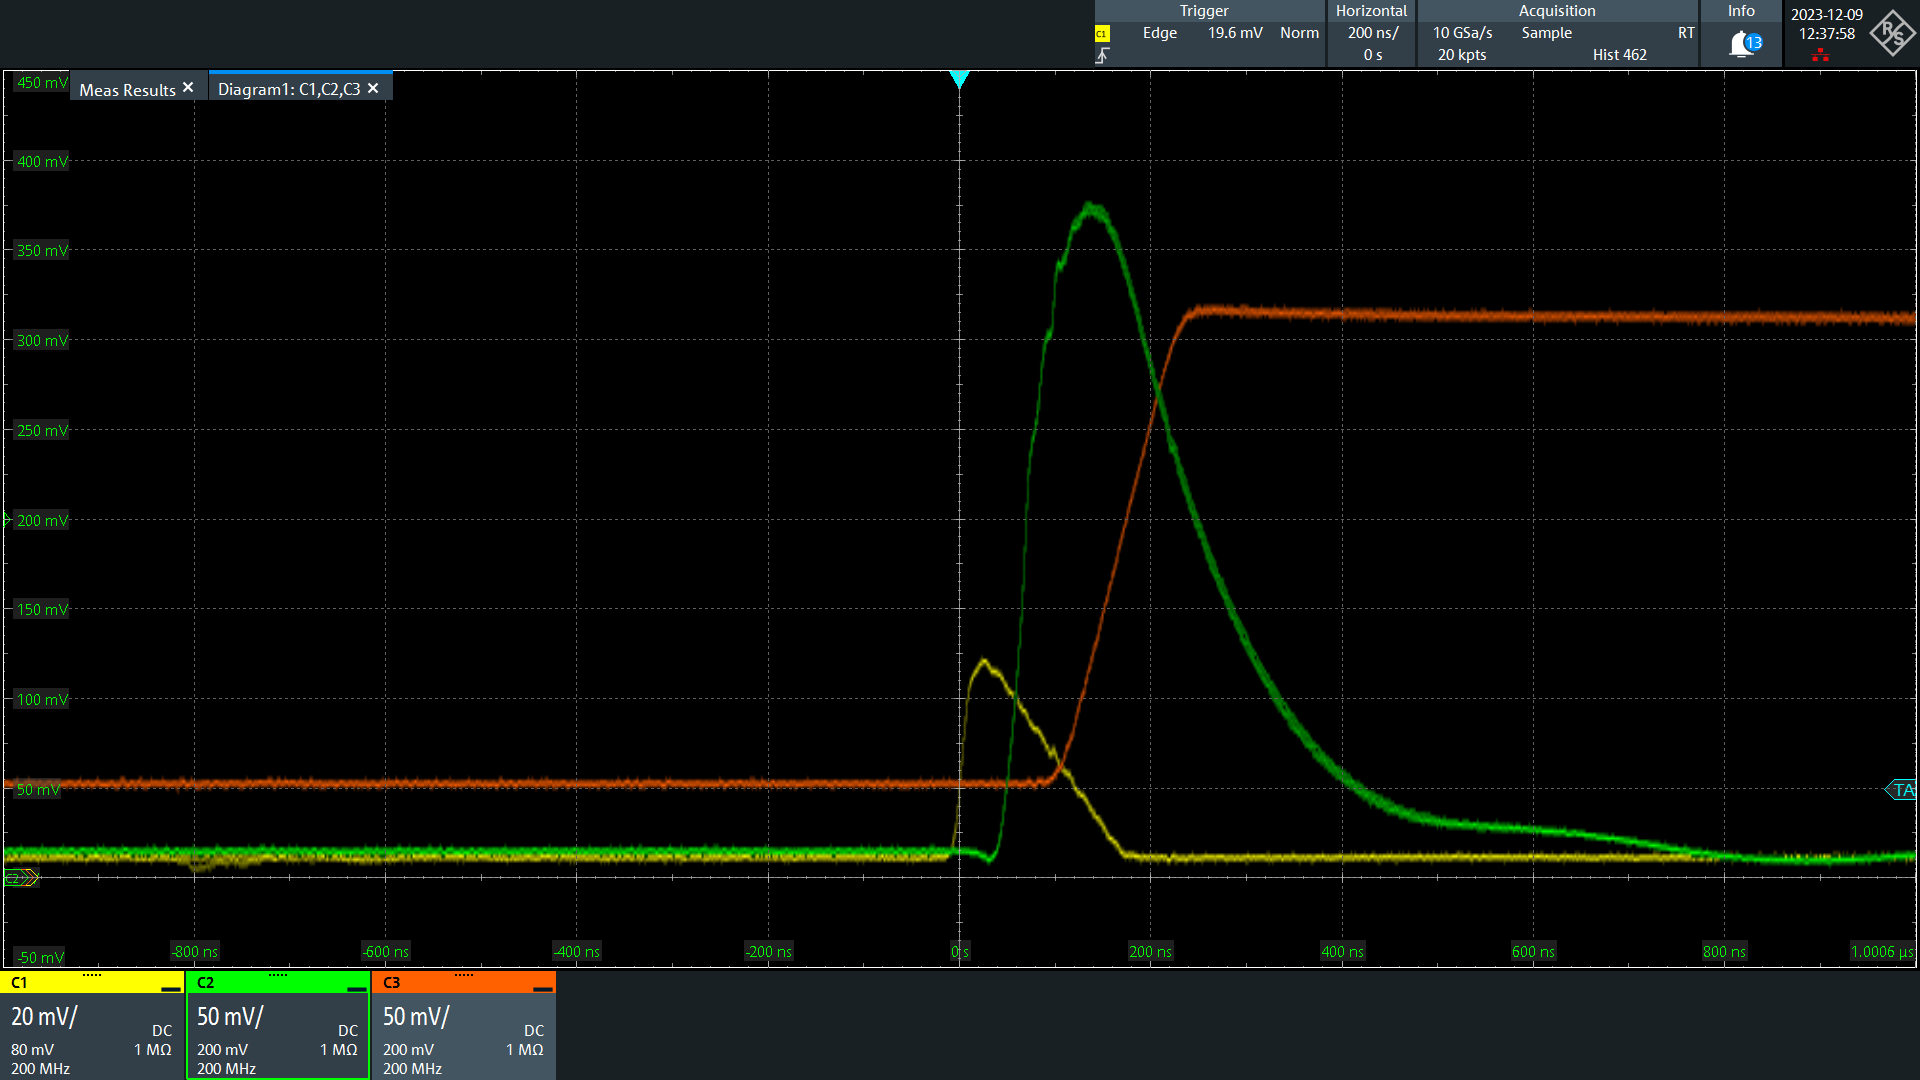 Trigger
C1
Edge 19.6 mV Norm
Horizontal
200 ns/
0 s
Acquisition
10 GSa/s Sample RT
20 kpts Hist 462
Info
13
2023-12-09
12:37:58
R S
Meas Results ✕
Diagram1: C1,C2,C3 ✕
450 mV
400 mV
350 mV
300 mV
250 mV
200 mV
150 mV
100 mV
50 mV
TA
C2
-50 mV
-800 ns -600 ns -400 ns -200 ns 0 s 200 ns 400 ns 600 ns 800 ns 1.0006 µs
C1
20 mV/
DC
80 mV 1 MΩ
200 MHz
C2
50 mV/
DC
200 mV 1 MΩ
200 MHz
C3
50 mV/
DC
200 mV 1 MΩ
200 MHz